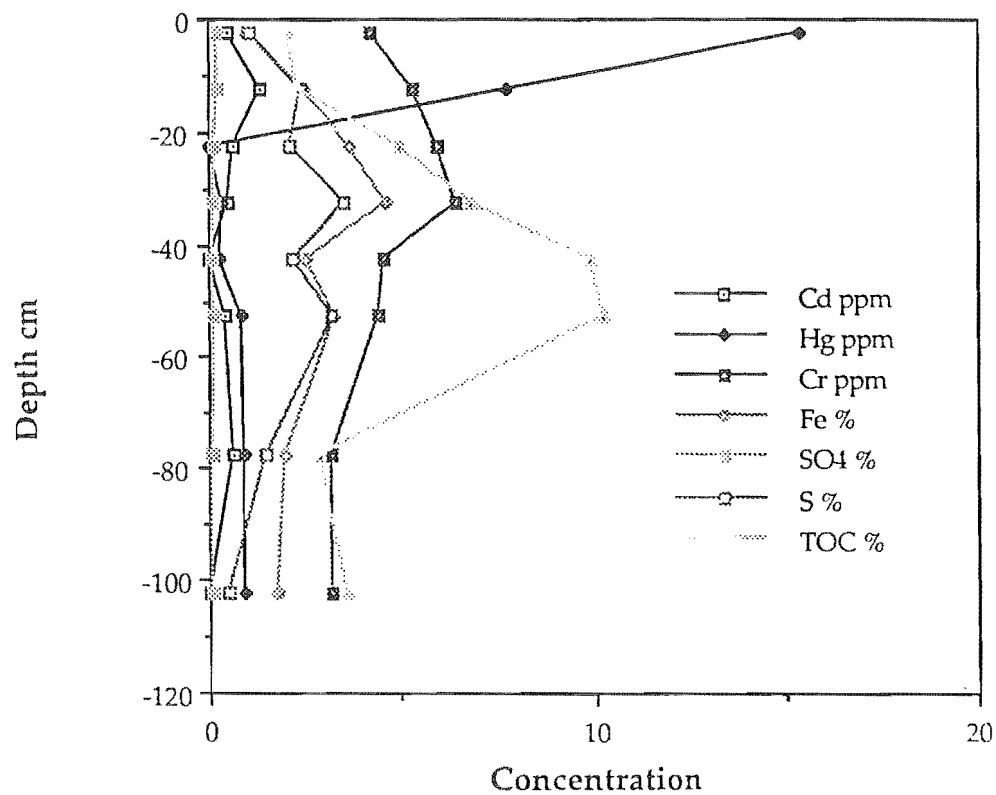 0
-20
-40
-60
-80
-100
-120
Depth cm
Cd ppm
Hg ppm
Cr ppm
Fe %
SO4 %
S %
TOC %
0
10
20
Concentration